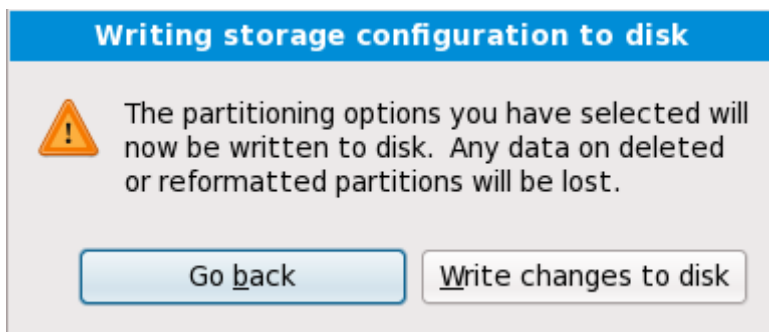 Writing storage configuration to disk
The partitioning options you have selected will
now be written to disk.  Any data on deleted
or reformatted partitions will be lost.
Go back
Write changes to disk